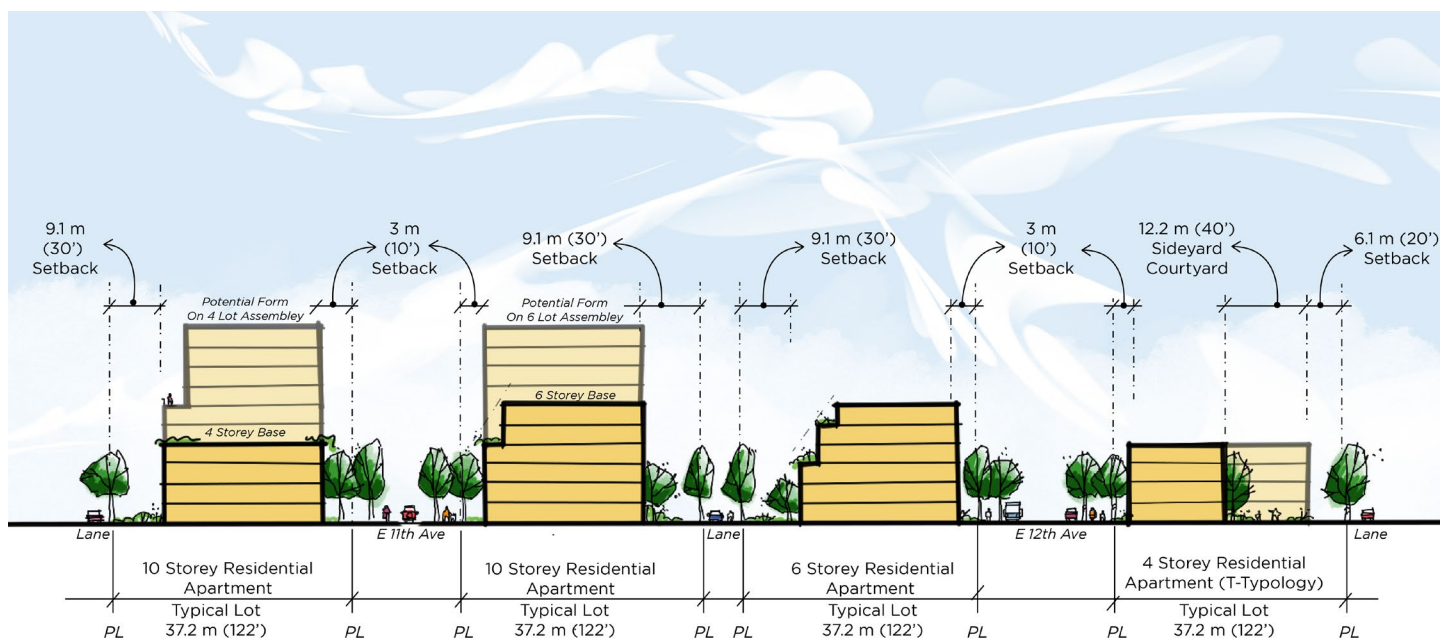 9.1 m
(30')
Setback
3 m
(10')
Setback
9.1 m (30')
Setback
9.1 m (30')
Setback
3 m
(10')
Setback
12.2 m (40')
Sideyard
Courtyard
6.1 m (20')
Setback
Potential Form
On 4 Lot Assembley
4 Storey Base
Potential Form
On 6 Lot Assembley
6 Storey Base
Lane
E 11th Ave
Lane
E 12th Ave
Lane
10 Storey Residential
Apartment
10 Storey Residential
Apartment
6 Storey Residential
Apartment
4 Storey Residential
Apartment (T-Typology)
Typical Lot
37.2 m (122')
Typical Lot
37.2 m (122')
Typical Lot
37.2 m (122')
Typical Lot
37.2 m (122')
PL
PL
PL
PL
PL
PL
PL
PL